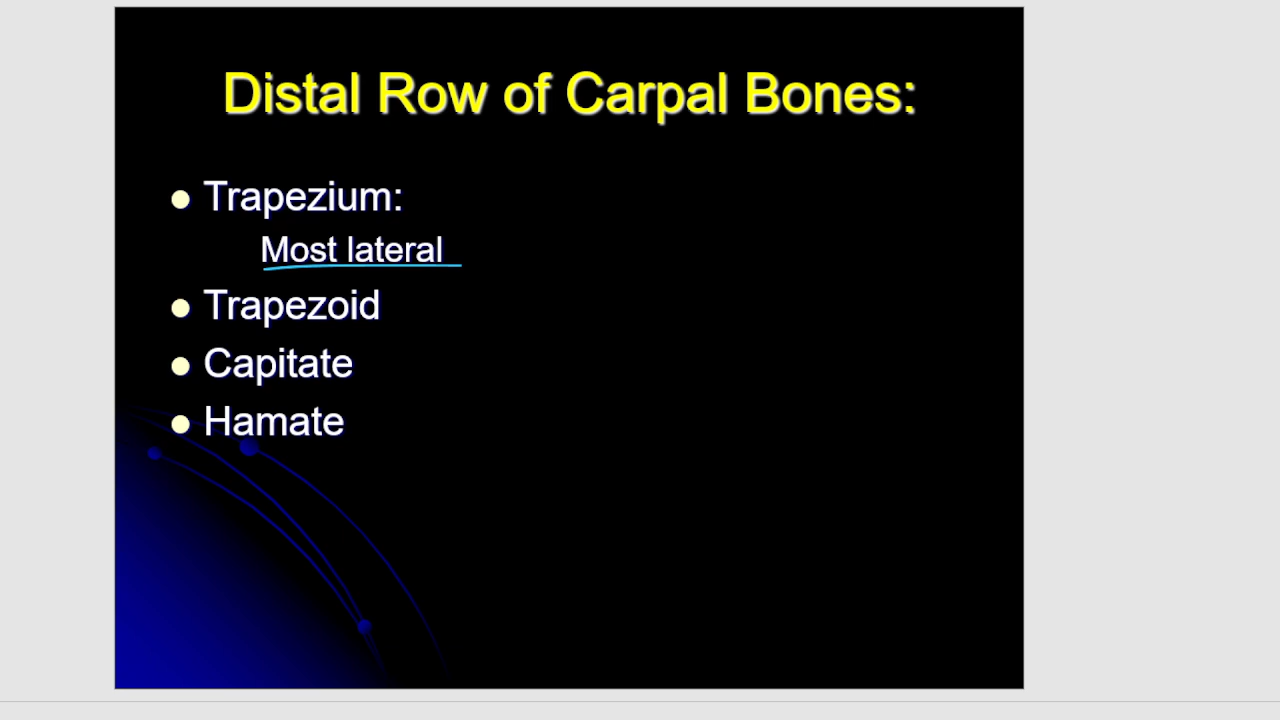 Distal Row of Carpal Bones:
Trapezium:
Most lateral
Trapezoid
Capitate
Hamate